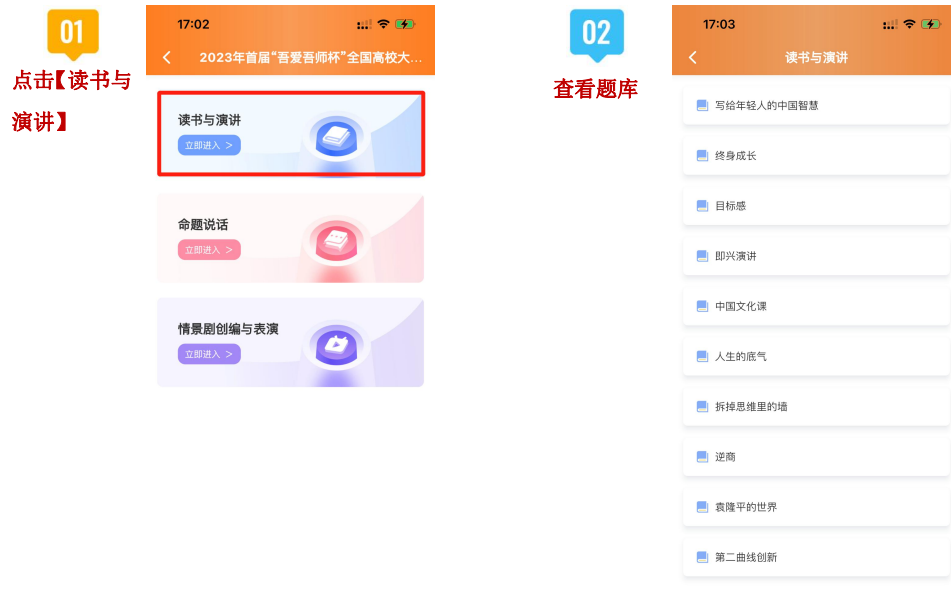 01
点击【读书与
演讲】
17:02
2023年首届“吾爱吾师杯”全国高校大...
读书与演讲
立即进入 >
命题说话
立即进入 >
情景剧创编与表演
立即进入 >
02
查看题库
17:03
读书与演讲
写给年轻人的中国智慧
终身成长
目标感
即兴演讲
中国文化课
人生的底气
拆掉思维里的墙
逆商
袁隆平的世界
第二曲线创新